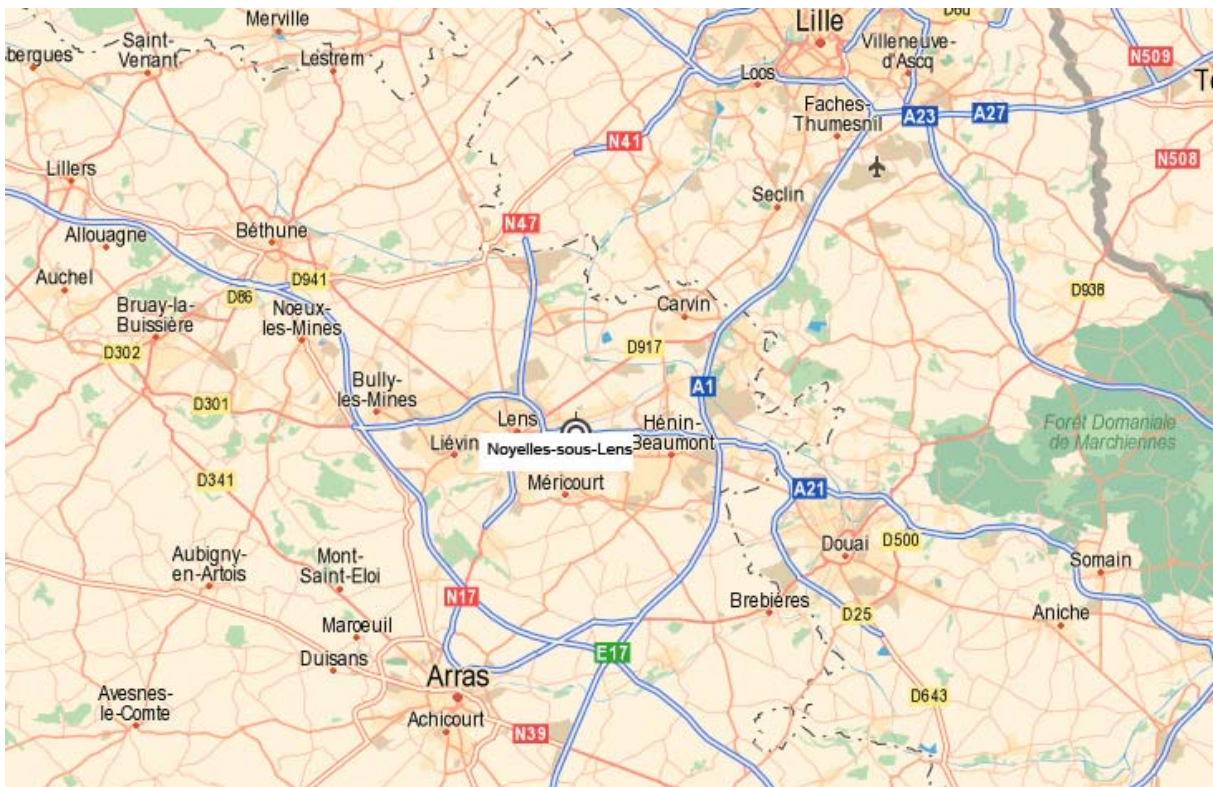 Merville
Lille
D60
Saint-
Venant
bergues
Lestrem
Villeneuve-
d'Ascq
N509
Loos
Faches-
Thumesnil
A23
A27
N41
Lillers
N508
Seclin
N47
Allouagne
Béthune
Auchel
D941
D86
D938
Bruay-la-
Buissière
Noeux-
les-Mines
Carvin
D302
D917
Bully-
les-Mines
A1
D301
Lens
Hénin-
Beaumont
Forêt Domaniale
de Marchiennes
Liévin
Noyelles-sous-Lens
Méricourt
D341
A21
Douai
D500
Aubigny-
en-Artois
Mont-
Saint-Eloi
Somain
N17
Brebières
D25
Aniche
Maroeuil
Duisans
E17
Arras
Avesnes-
le-Comte
D643
Achicourt
N39